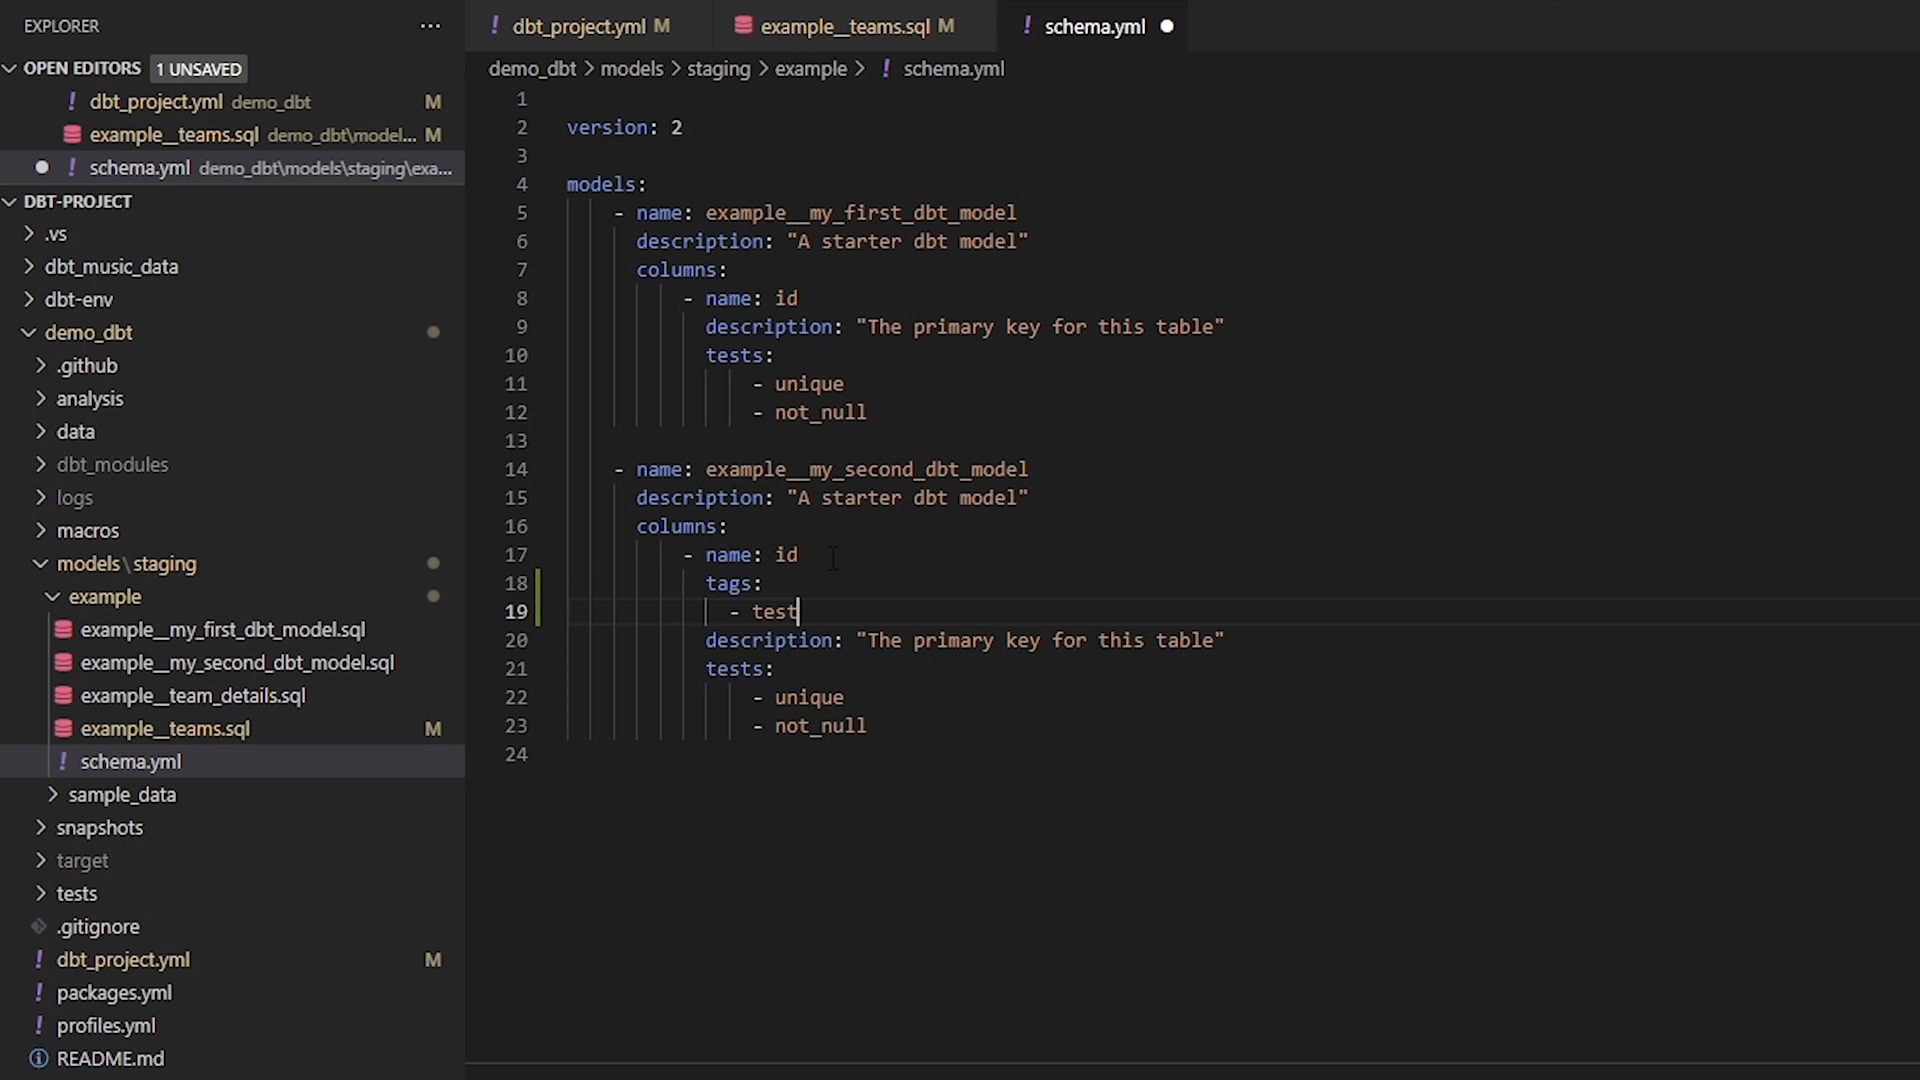 EXPLORER
OPEN EDITORS 1 UNSAVED
! dbt_project.yml demo_dbt M
example__teams.sql demo_dbt\model... M
! schema.yml demo_dbt\models\staging\exa...
DBT-PROJECT
.vs
dbt_music_data
dbt-env
demo_dbt
.github
analysis
data
dbt_modules
logs
macros
models\staging
example
example__my_first_dbt_model.sql
example__my_second_dbt_model.sql
example__team_details.sql
example__teams.sql M
! schema.yml
sample_data
snapshots
target
tests
.gitignore
! dbt_project.yml M
! packages.yml
! profiles.yml
README.md
! dbt_project.yml M example__teams.sql M ! schema.yml
demo_dbt > models > staging > example > ! schema.yml
1
2 version: 2
3
4 models:
5 - name: example__my_first_dbt_model
6 description: "A starter dbt model"
7 columns:
8 - name: id
9 description: "The primary key for this table"
10 tests:
11 - unique
12 - not_null
13
14 - name: example__my_second_dbt_model
15 description: "A starter dbt model"
16 columns:
17 - name: id
18 tags:
19 - test
20 description: "The primary key for this table"
21 tests:
22 - unique
23 - not_null
24